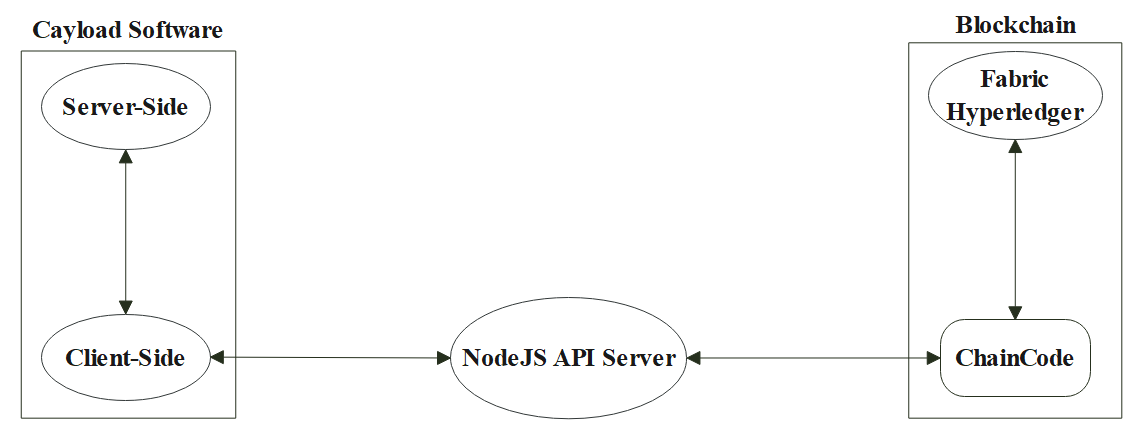 Cayload Software
Blockchain
Server-Side
Fabric
Hyperledger
Client-Side
NodeJS API Server
ChainCode